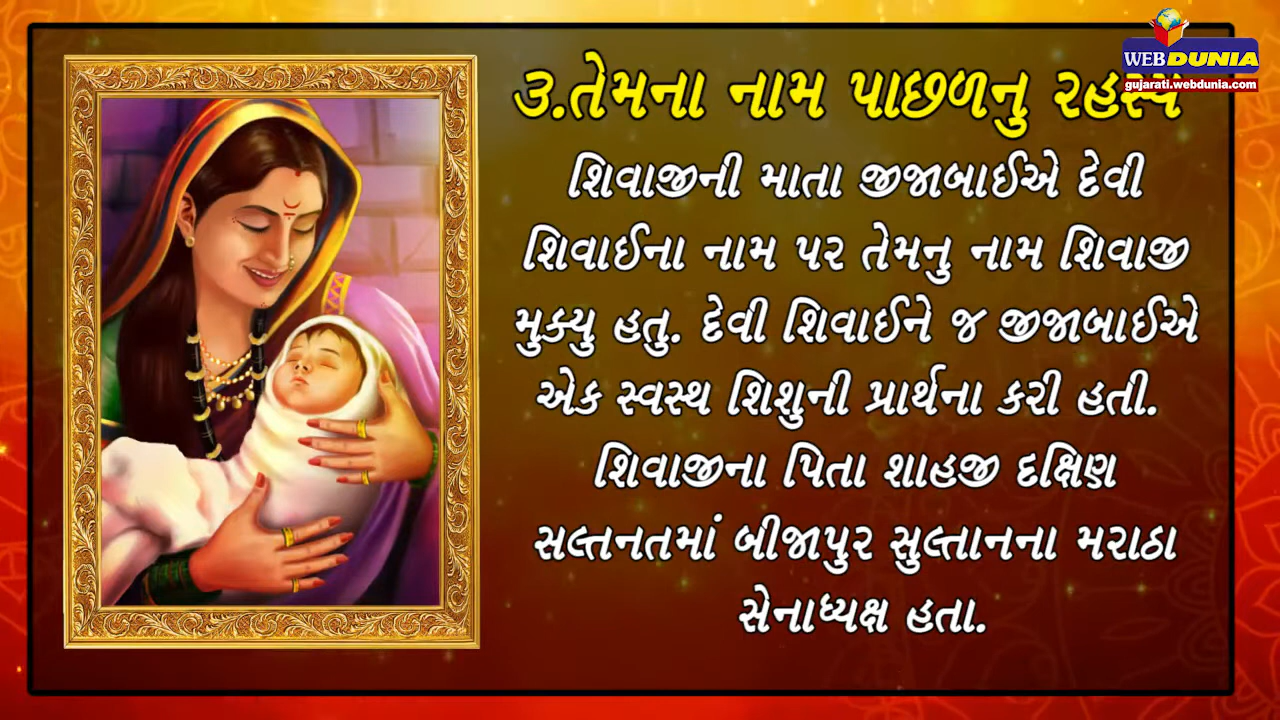 WEBDUNIA
gujarati.webdunia.com
૩.તેમના નામ પાછળનુ રહસ્ય
શિવાજીની માતા જીજાબાઈએ દેવી
શિવાઈના નામ પર તેમનુ નામ શિવાજી
મુક્યુ હતુ. દેવી શિવાઈને જ જીજાબાઈએ
એક સ્વસ્થ શિશુની પ્રાર્થના કરી હતી.
શિવાજીના પિતા શાહજી દક્ષિણ
સલ્તનતમાં બીજાપુર સુલ્તાનના મરાઠા
સેનાધ્યક્ષ હતા.